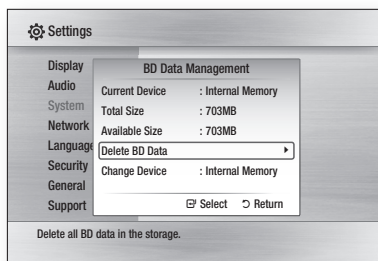 Settings
Display
Audio
System
Network
Language
Security
General
Support
BD Data Management
Current Device : Internal Memory
Total Size : 703MB
Available Size : 703MB
Delete BD Data
Change Device : Internal Memory
Select Return
Delete all BD data in the storage.